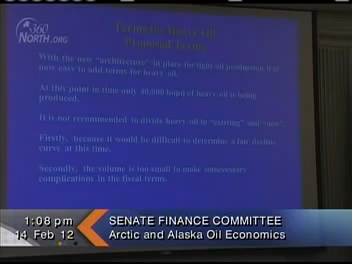 360
NORTH.ORG
Terms for Heavy Oil
Proposed Terms
With the new "architecture" in place for light oil production it is
now easy to add terms for heavy oil.
At this point in time only 40,000 bopd of heavy oil is being
produced.
It is not recommended to divide heavy oil in "existing" and "new".
Firstly, because it would be difficult to determine a fair decline
curve at this time.
Secondly, the volume is too small to make unnecessary
complications in the fiscal terms.
1:08 pm
14 Feb 12
SENATE FINANCE COMMITTEE
Arctic and Alaska Oil Economics